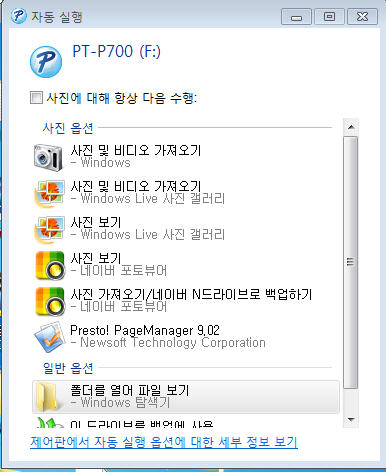 자동 실행
PT-P700 (F:)
사진에 대해 항상 다음 수행:
사진 옵션
사진 및 비디오 가져오기
- Windows
사진 및 비디오 가져오기
- Windows Live 사진 갤러리
사진 보기
- Windows Live 사진 갤러리
사진 보기
- 네이버 포토뷰어
사진 가져오기/네이버 N드라이브로 백업하기
- 네이버 포토뷰어
Presto! PageManager 9.02
- Newsoft Technology Corporation
일반 옵션
폴더를 열어 파일 보기
- Windows 탐색기
이 드라이브를 백업에 사용
제어판에서 자동 실행 옵션에 대한 세부 정보 보기